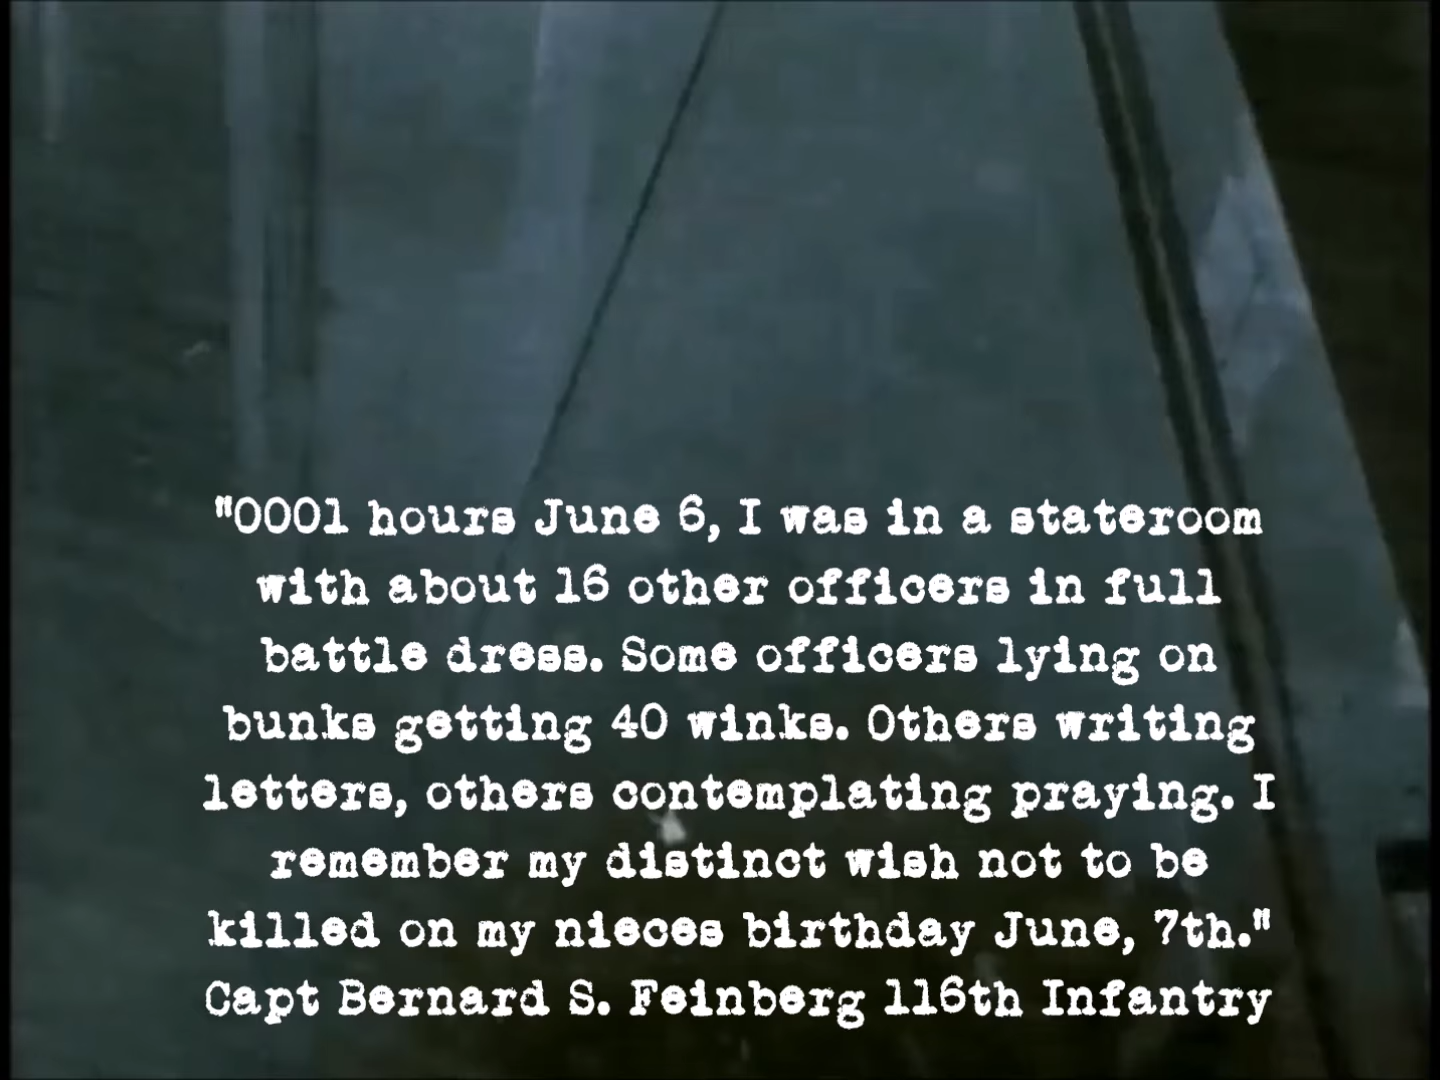 "0001 hours June 6, I was in a stateroom
with about 16 other officers in full
battle dress. Some officers lying on
bunks getting 40 winks. Others writing
letters, others contemplating praying. I
remember my distinct wish not to be
killed on my nieces birthday June, 7th."
Capt Bernard S. Feinberg 116th Infantry